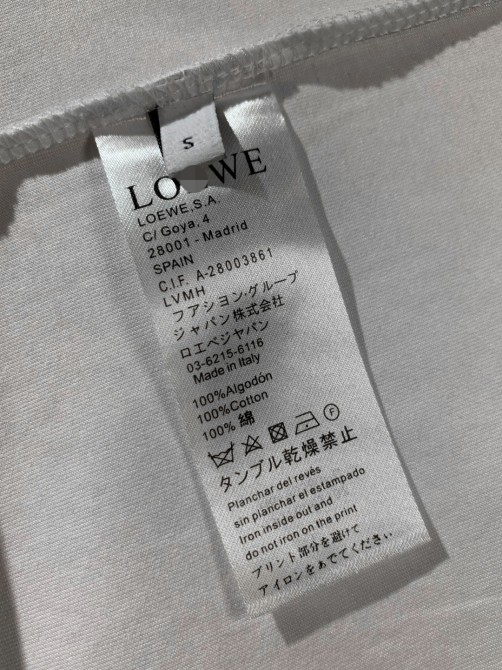 S
LOEWE
LOEWE,S.A.
C/ Goya, 4
28001 - Madrid
SPAIN
C.I.F. A-28003861
LVMH
フアション・グループ
ジャパン株式会社
ロエベジャパン
03-6215-6116
Made in Italy
100%Algodón
100%Cotton
100% 綿
F
タンブル乾燥禁止
Planchar del revés
sin planchar el estampado
Iron inside out and
do not iron on the print
プリント部分を避けて
アイロンをあでてください